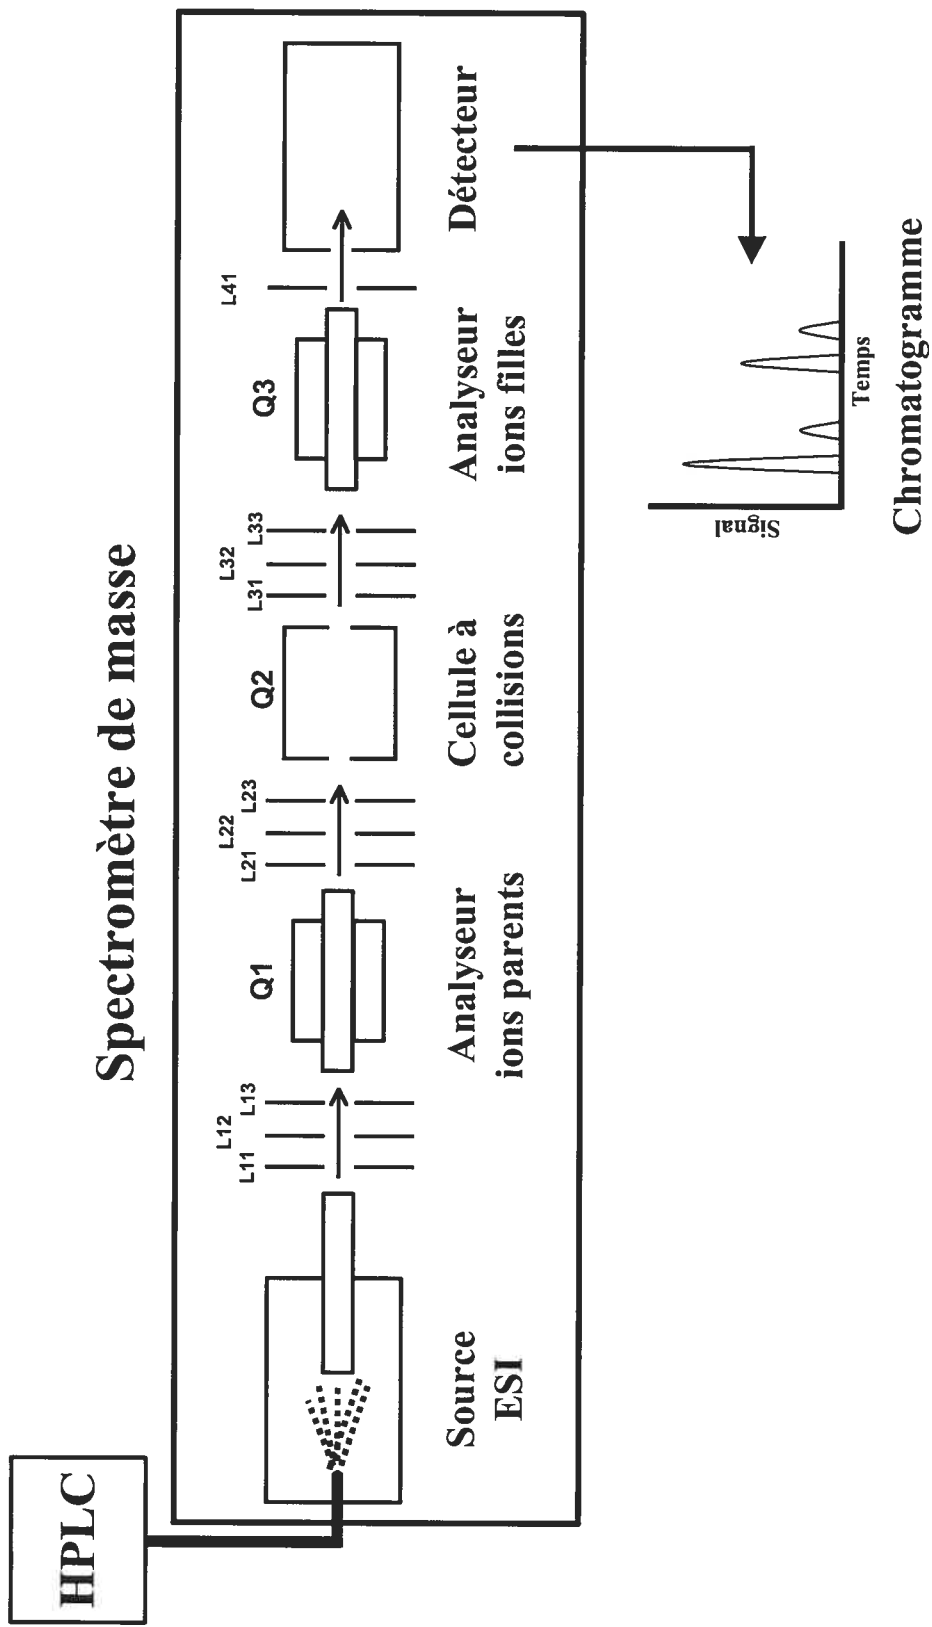 Spectromètre de masse
HPLC
L11
L12
L13
Q1
L21
L22
L23
Q2
L31
L32
L33
Q3
L41
Source
ESI
Analyseur
ions parents
Cellule à
collisions
Analyseur
ions filles
Détecteur
Signal
Temps
Chromatogramme